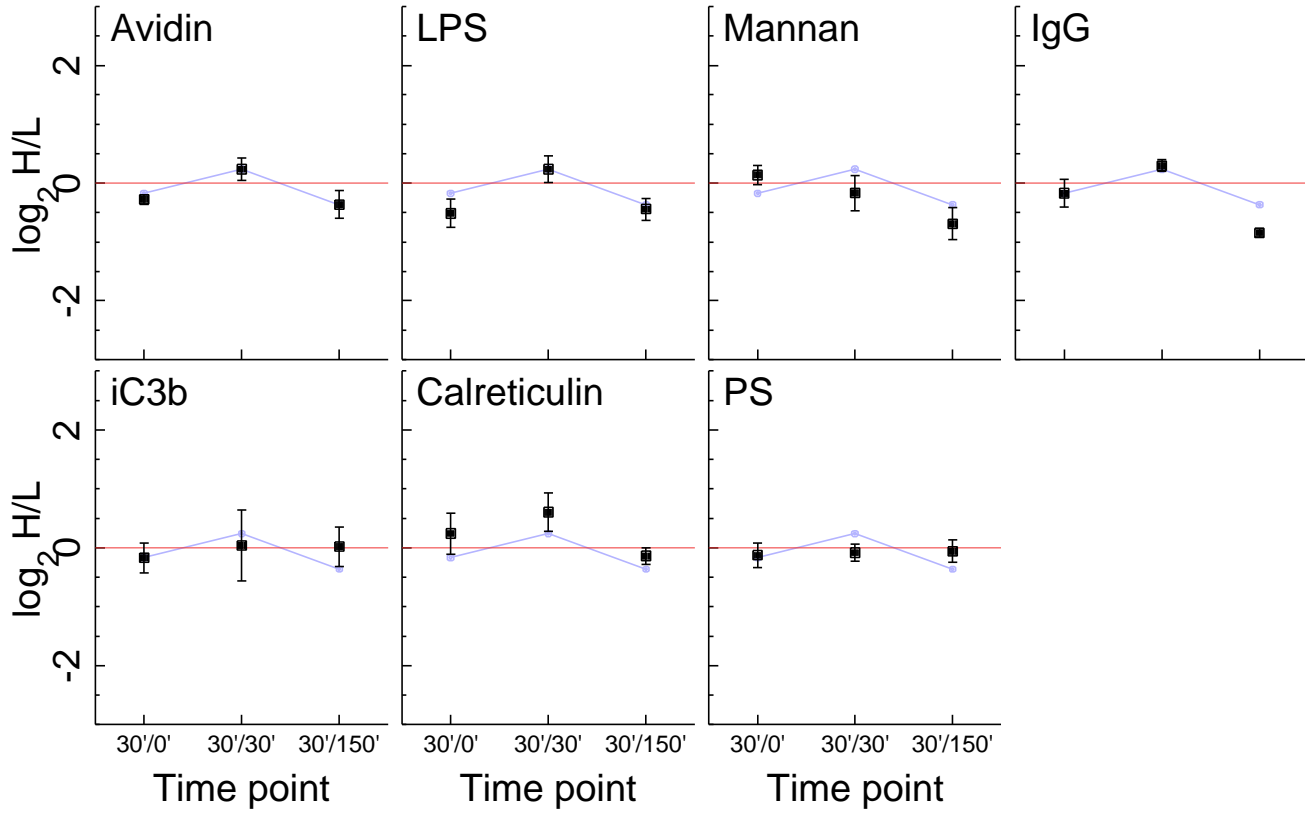 Avidin LPS Mannan IgG
2
0
-2
log2 H/L
iC3b Calreticulin PS
2
0
-2
log2 H/L
30'/0' 30'/30' 30'/150' 30'/0' 30'/30' 30'/150' 30'/0' 30'/30' 30'/150'
Time point Time point Time point